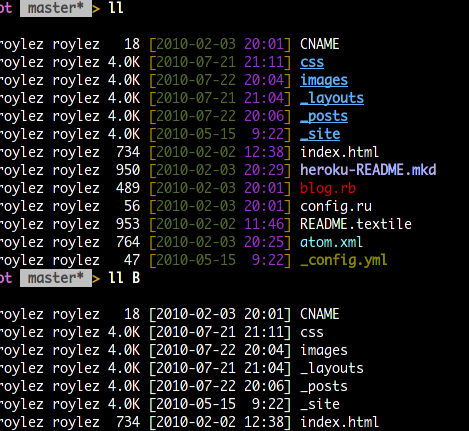 ot master* > ll
roylez roylez 18 [2010-02-03 20:01] CNAME
roylez roylez 4.0K [2010-07-21 21:11] css
roylez roylez 4.0K [2010-07-22 20:04] images
roylez roylez 4.0K [2010-07-21 21:04] _layouts
roylez roylez 4.0K [2010-07-22 20:06] _posts
roylez roylez 4.0K [2010-05-15 9:22] _site
roylez roylez 734 [2010-02-02 12:38] index.html
roylez roylez 950 [2010-02-03 20:29] heroku-README.mkd
roylez roylez 489 [2010-02-03 20:01] blog.rb
roylez roylez 56 [2010-02-03 20:01] config.ru
roylez roylez 953 [2010-02-02 11:46] README.textile
roylez roylez 764 [2010-02-03 20:25] atom.xml
roylez roylez 47 [2010-05-15 9:22] _config.yml
ot master* > ll B
roylez roylez 18 [2010-02-03 20:01] CNAME
roylez roylez 4.0K [2010-07-21 21:11] css
roylez roylez 4.0K [2010-07-22 20:04] images
roylez roylez 4.0K [2010-07-21 21:04] _layouts
roylez roylez 4.0K [2010-07-22 20:06] _posts
roylez roylez 4.0K [2010-05-15 9:22] _site
roylez roylez 734 [2010-02-02 12:38] index.html